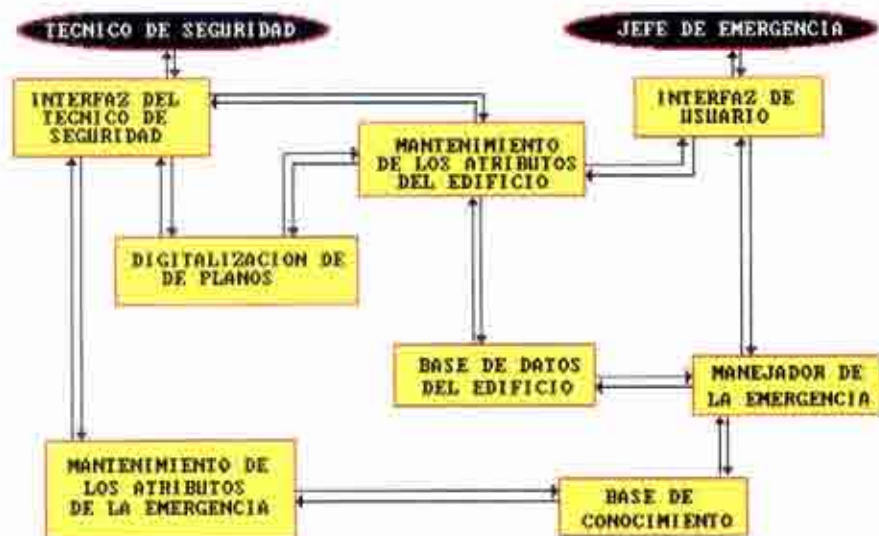 TECNICO DE SEGURIDAD
JEFE DE EMERGENCIA
INTERFAZ DEL
TECNICO DE
SEGURIDAD
INTERFAZ DE
USUARIO
MANTENIMIENTO
DE LOS ATRIBUTOS
DEL EDIFICIO
DIGITALIZACION DE
DE PLANOS
BASE DE DATOS
DEL EDIFICIO
MANEJADOR DE
LA EMERGENCIA
MANTENIMIENTO DE
LOS ATRIBUTOS
DE LA EMERGENCIA
BASE DE
CONOCIMIENTO